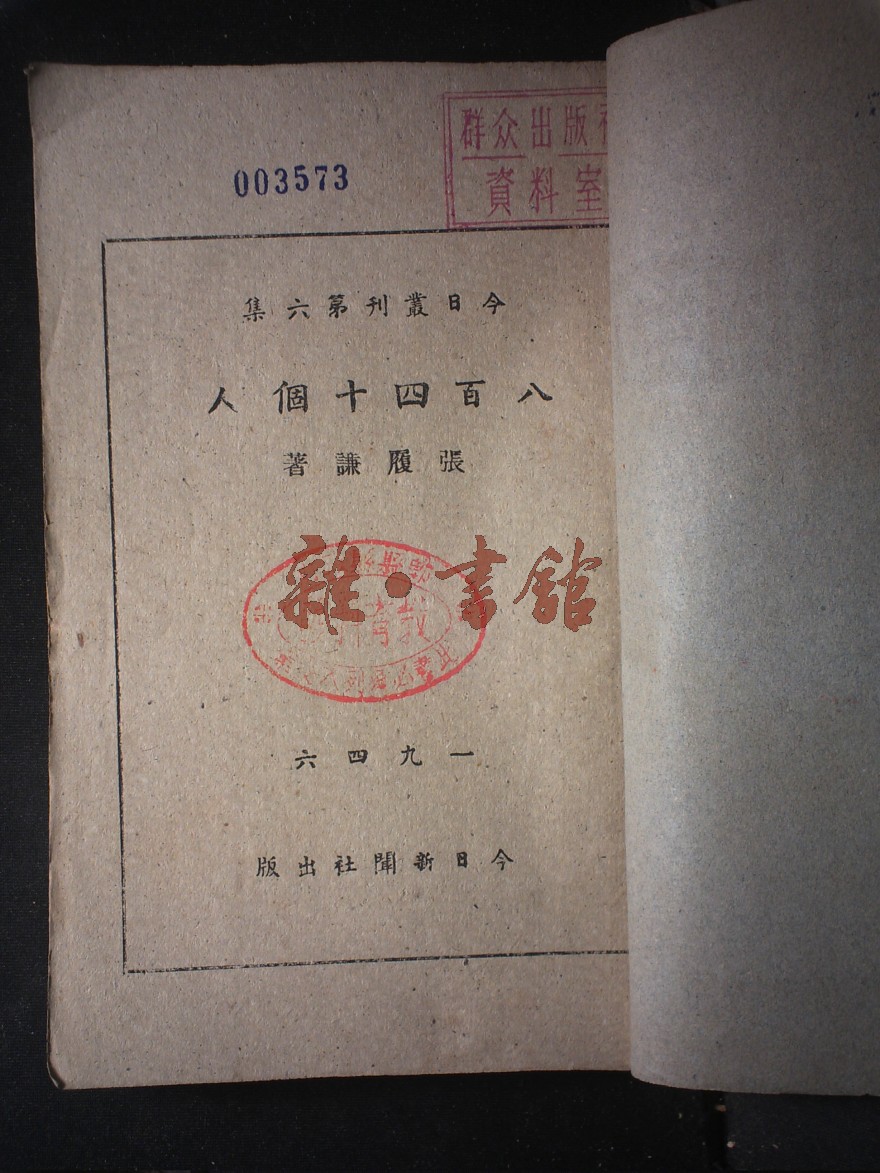 群众出版
資料室
003573
今日叢刊第六集
八百四十個人
張履謙著
雜·書館
一九四六
今日新聞社出版